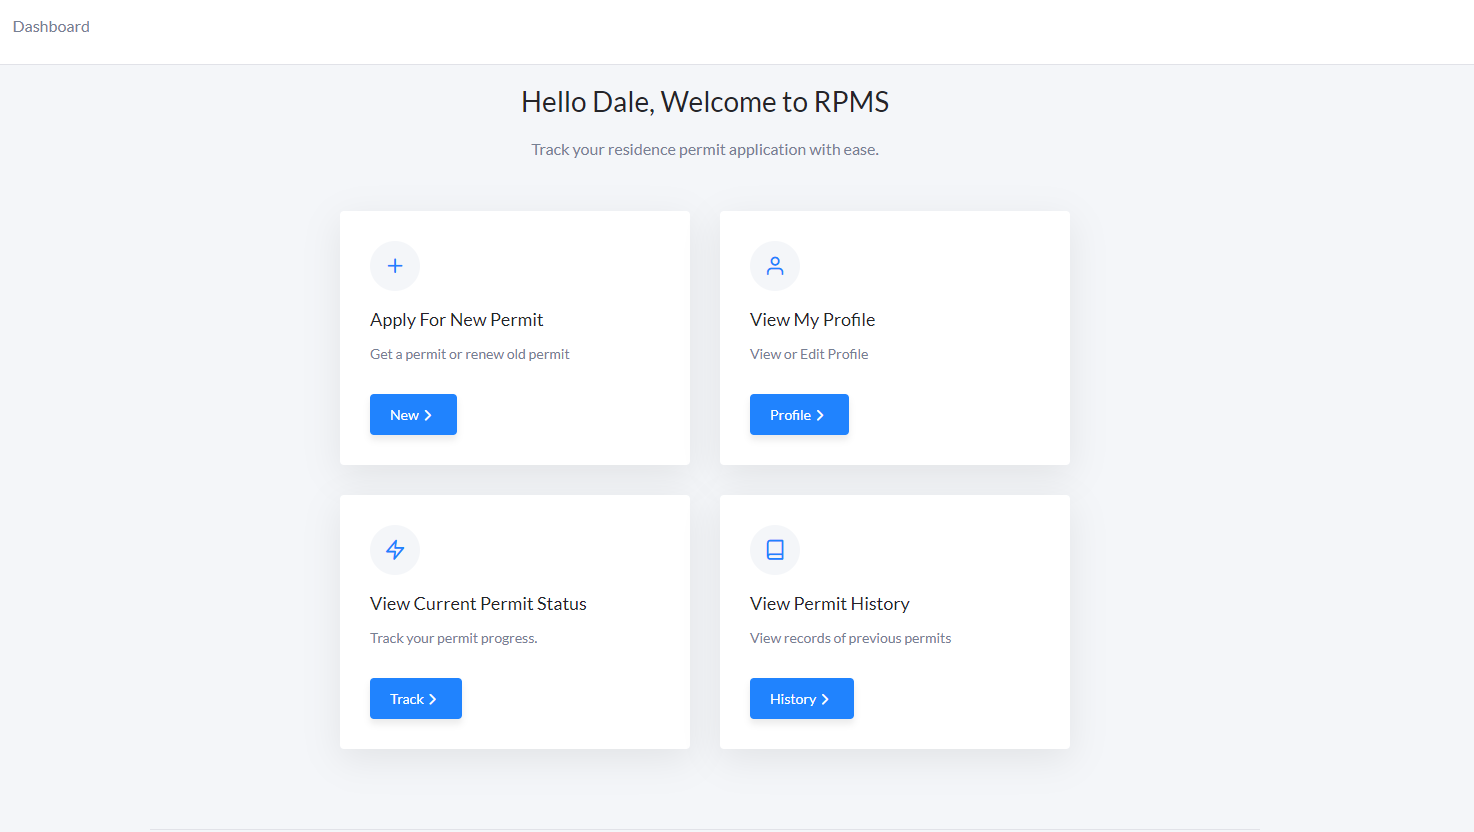 Dashboard
Hello Dale, Welcome to RPMS
Track your residence permit application with ease.
Apply For New Permit
Get a permit or renew old permit
New
View My Profile
View or Edit Profile
Profile
View Current Permit Status
Track your permit progress.
Track
View Permit History
View records of previous permits
History